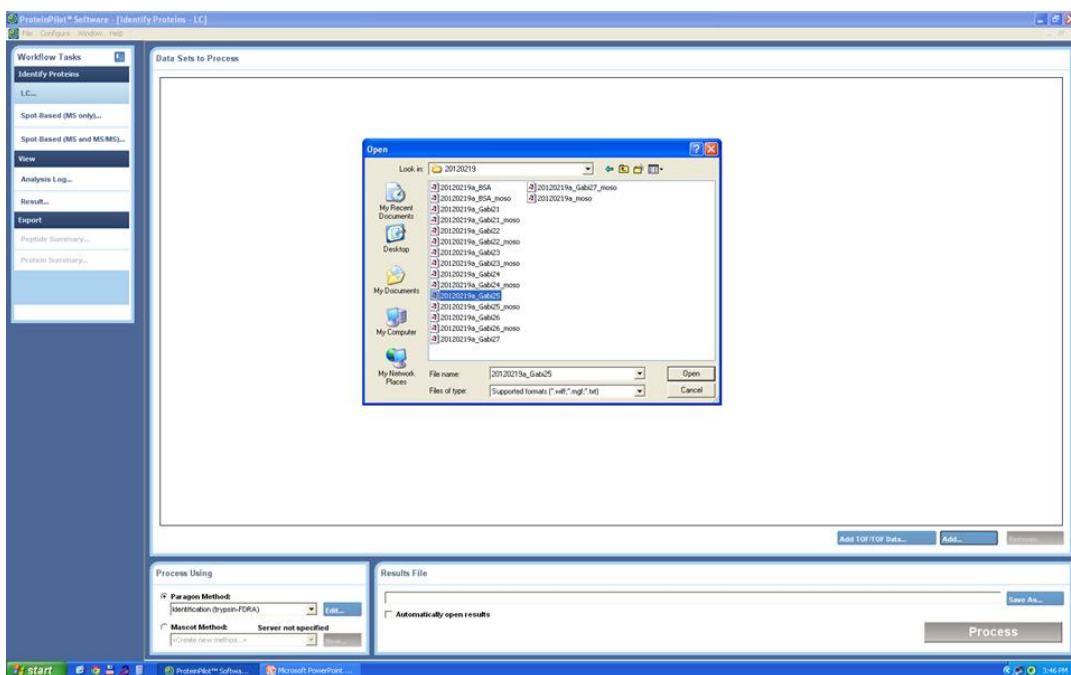 ProteinPilot™ Software - [Identify Proteins - LC]
File Configure Window Help
Workflow Tasks
Identify Proteins
LC...
Spot-Based (MS only)...
Spot-Based (MS and MS/MS)...
View
Analysis Log...
Result...
Export
Peptide Summary...
Protein Summary...
Data Sets to Process
Open
Look in: 20120219
My Recent Documents
Desktop
My Documents
My Computer
My Network Places
20120219a_BSA
20120219a_BSA_moso
20120219a_Gabi21
20120219a_Gabi21_moso
20120219a_Gabi22
20120219a_Gabi22_moso
20120219a_Gabi23
20120219a_Gabi23_moso
20120219a_Gabi24
20120219a_Gabi24_moso
20120219a_Gabi25
20120219a_Gabi25_moso
20120219a_Gabi26
20120219a_Gabi26_moso
20120219a_Gabi27
20120219a_Gabi27_moso
20120219a_moso
File name: 20120219a_Gabi25 Open
Files of type: Supported formats (*.wiff;*.mgf;*.txt) Cancel
Add TOF/TOF Data... Add... Remove
Process Using
Paragon Method:
Identification (trypsin-FDRA) Edit...
Mascot Method: Server not specified
<Create new method...>
Results File
Save As...
Automatically open results
Process
start ProteinPilot™ Softwa... Microsoft PowerPoint ... 3:46 PM